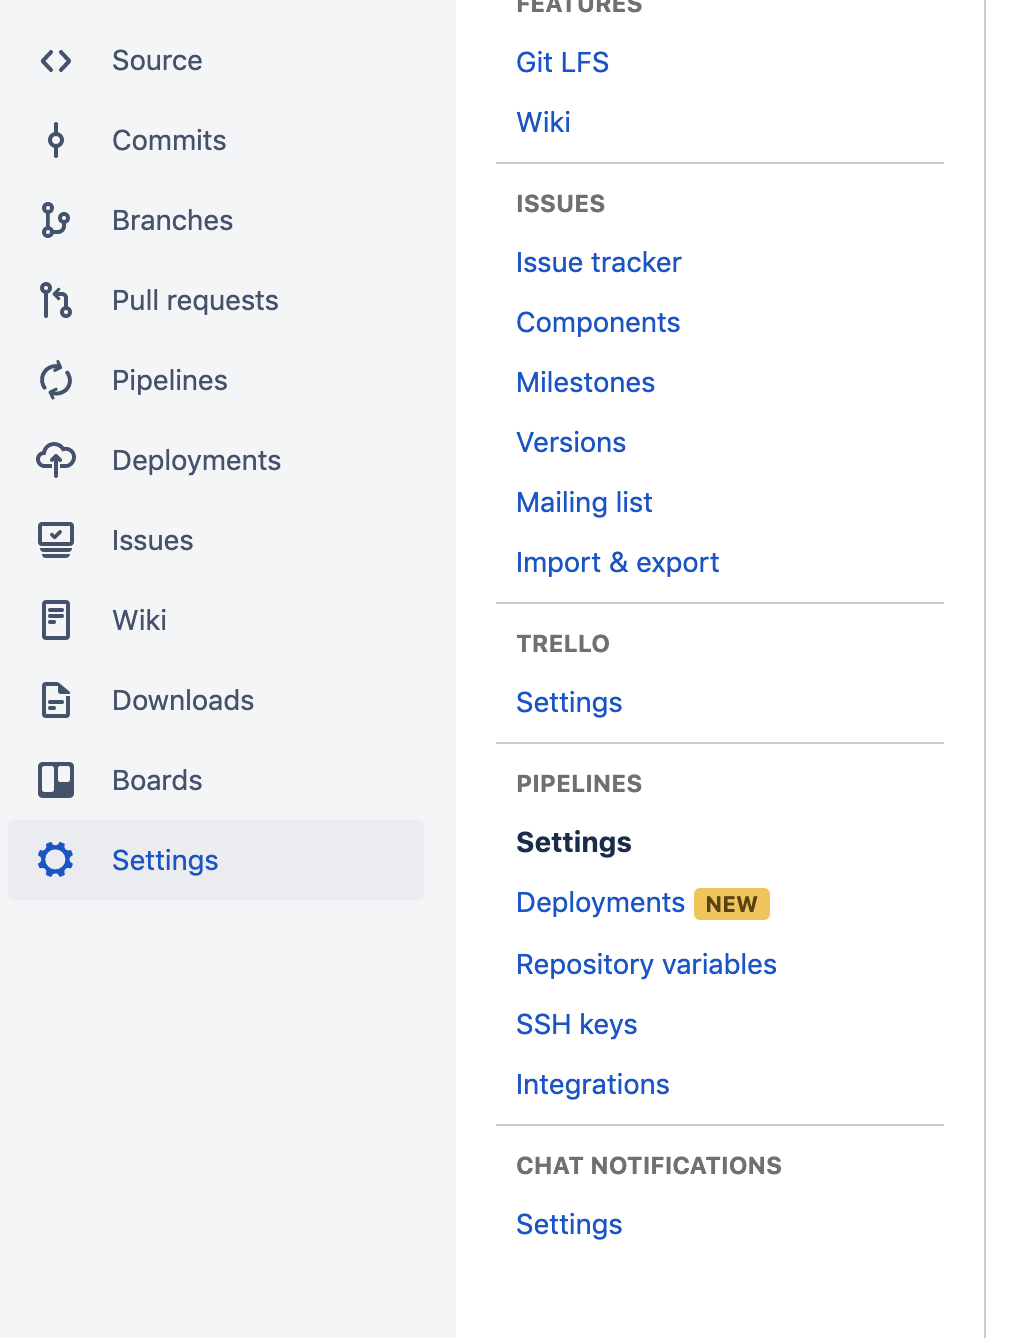 Source
Commits
Branches
Pull requests
Pipelines
Deployments
Issues
Wiki
Downloads
Boards
Settings
FEATURES
Git LFS
Wiki
ISSUES
Issue tracker
Components
Milestones
Versions
Mailing list
Import & export
TRELLO
Settings
PIPELINES
Settings
Deployments NEW
Repository variables
SSH keys
Integrations
CHAT NOTIFICATIONS
Settings